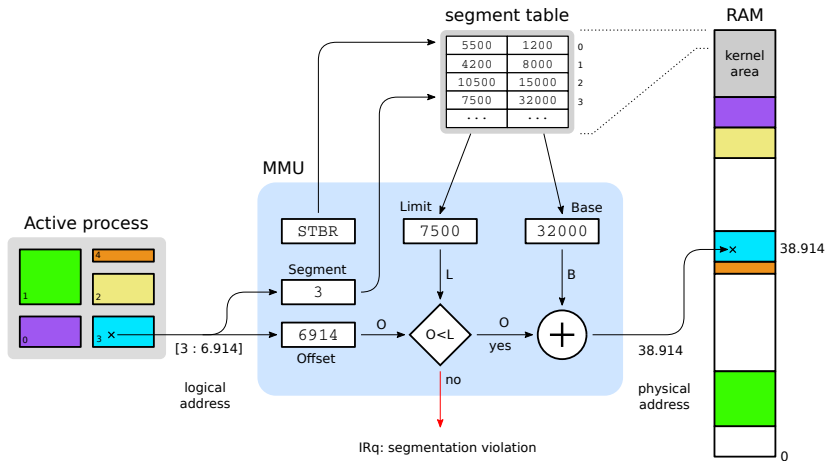 segment table
RAM
5500 1200 0
4200 8000 1
10500 15000 2
7500 32000 3
... ...
kernel
area
MMU
Active process
STBR
Limit
7500
Base
32000
Segment
3
L
B
6914
Offset
O
O<L
O
yes
+
no
IRq: segmentation violation
4
1
2
0
3
[3 : 6.914]
logical
address
38.914
physical
address
38.914
0